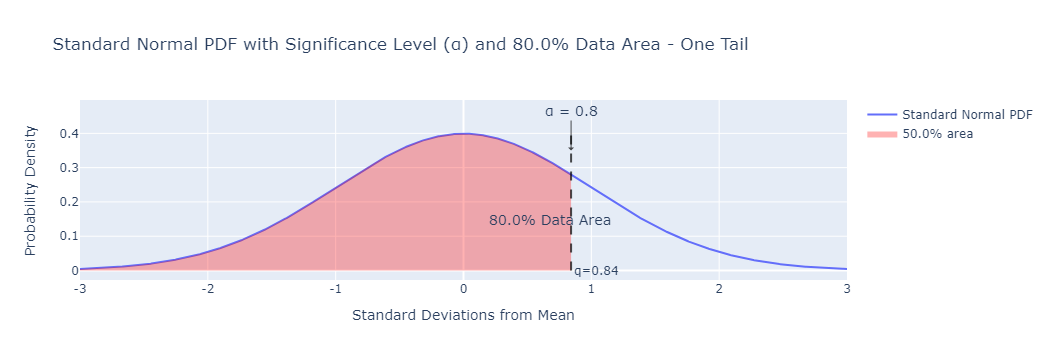 Standard Normal PDF with Significance Level (α) and 80.0% Data Area - One Tail
α = 0.8
Standard Normal PDF
50.0% area
Probability Density
0.4
0.3
0.2
0.1
0
80.0% Data Area
q=0.84
-3 -2 -1 0 1 2 3
Standard Deviations from Mean